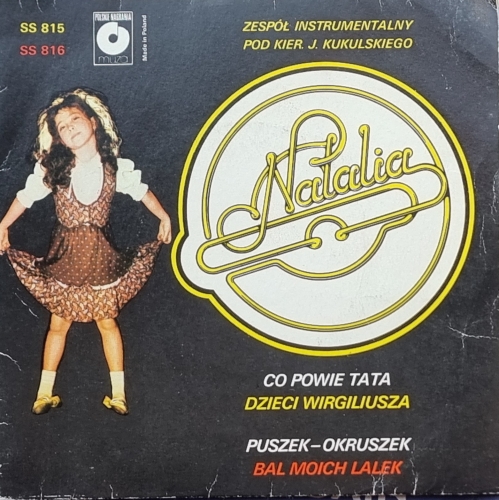 SS 815
SS 816
POLSKIE NAGRANIA
muza
Made in Poland
ZESPÓŁ INSTRUMENTALNY
POD KIER. J. KUKULSKIEGO
Natalia
CO POWIE TATA
DZIECI WIRGILIUSZA
PUSZEK–OKRUSZEK
BAL MOICH LALEK